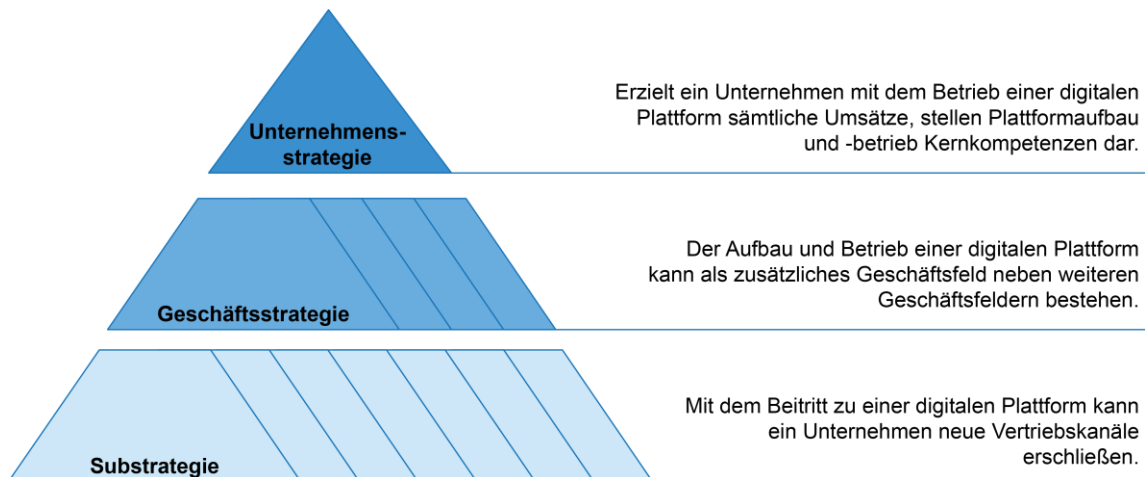 Unternehmens-
strategie
Erzielt ein Unternehmen mit dem Betrieb einer digitalen
Plattform sämtliche Umsätze, stellen Plattformaufbau
und -betrieb Kernkompetenzen dar.
Geschäftsstrategie
Der Aufbau und Betrieb einer digitalen Plattform
kann als zusätzliches Geschäftsfeld neben weiteren
Geschäftsfeldern bestehen.
Substrategie
Mit dem Beitritt zu einer digitalen Plattform kann
ein Unternehmen neue Vertriebskanäle
erschließen.